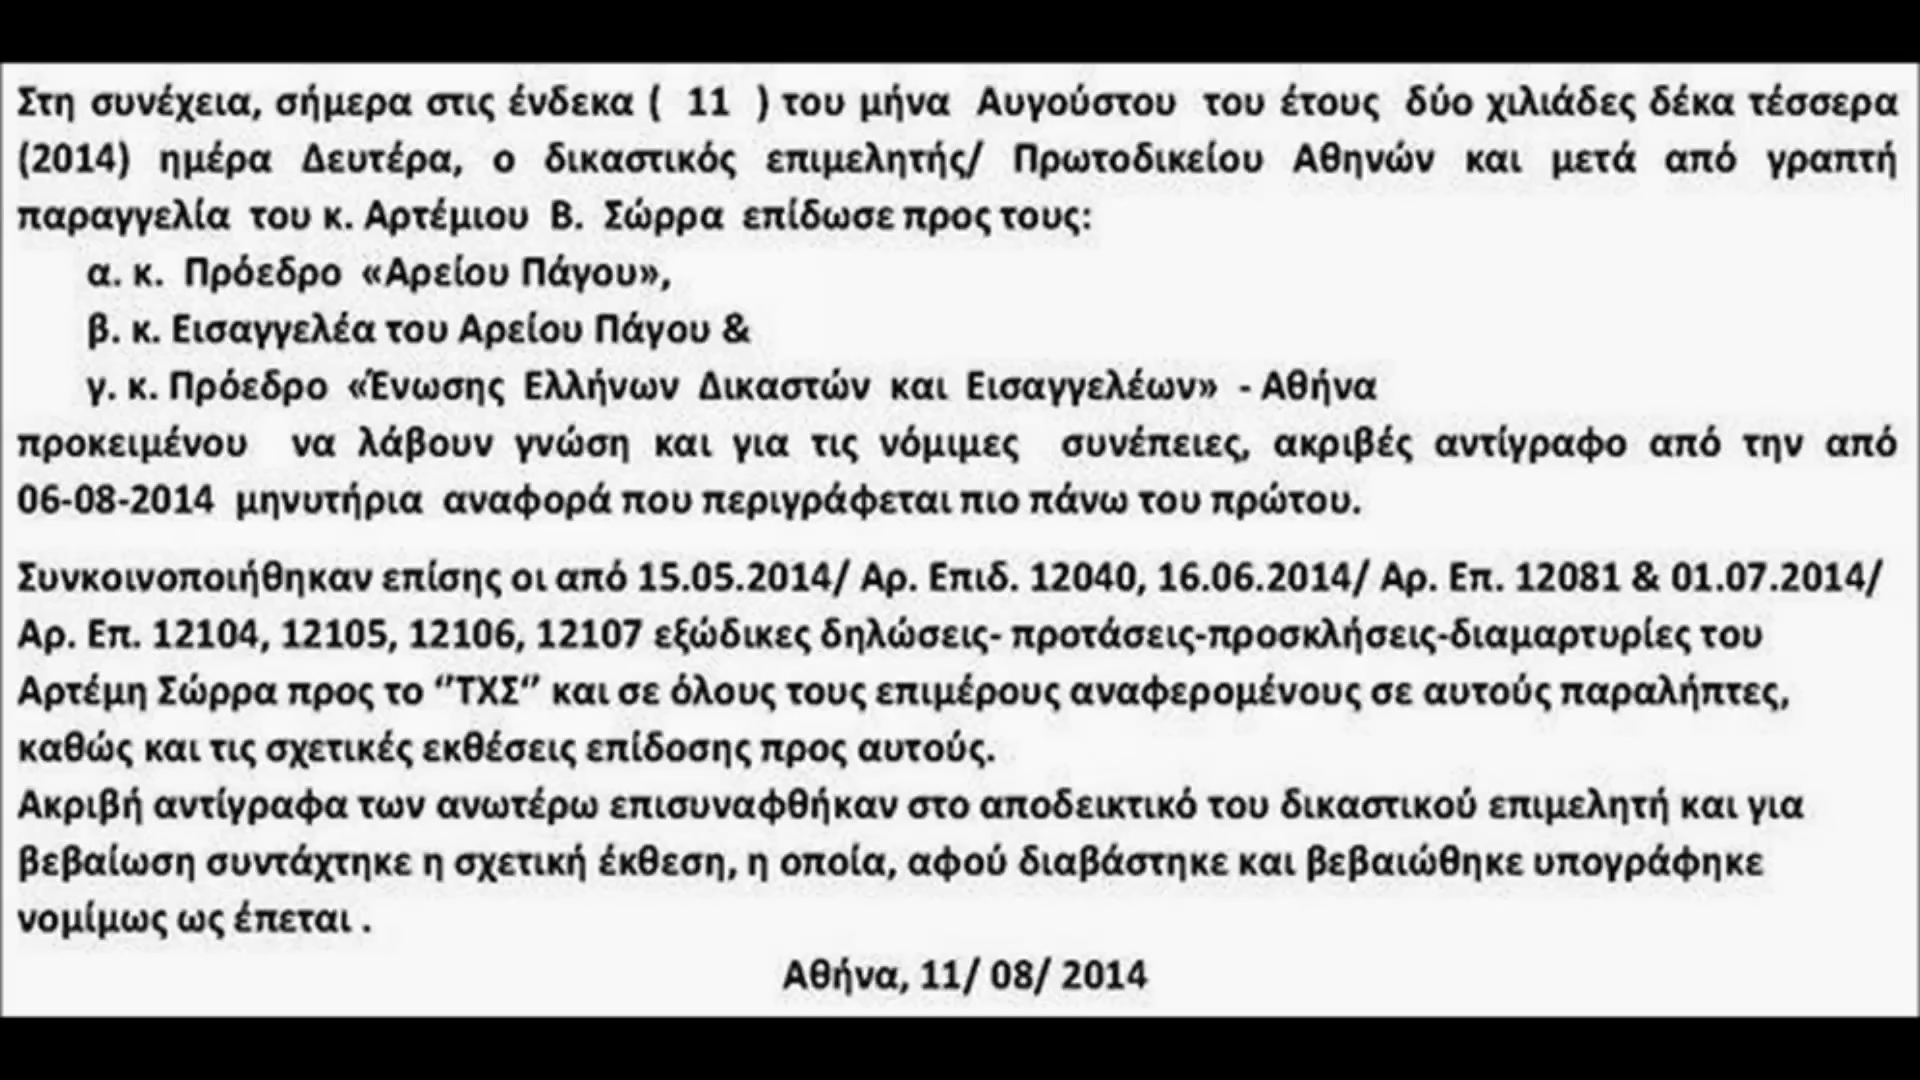 Στη συνέχεια, σήμερα στις ένδεκα ( 11 ) του μήνα Αυγούστου του έτους δύο χιλιάδες δέκα τέσσερα
(2014) ημέρα Δευτέρα, ο δικαστικός επιμελητής/ Πρωτοδικείου Αθηνών και μετά από γραπτή
παραγγελία του κ. Αρτέμιου Β. Σώρρα επίδωσε προς τους:
α. κ. Πρόεδρο «Αρείου Πάγου»,
β. κ. Εισαγγελέα του Αρείου Πάγου &
γ. κ. Πρόεδρο «Ένωσης Ελλήνων Δικαστών και Εισαγγελέων» - Αθήνα
προκειμένου να λάβουν γνώση και για τις νόμιμες συνέπειες, ακριβές αντίγραφο από την από
06-08-2014 μηνυτήρια αναφορά που περιγράφεται πιο πάνω του πρώτου.
Συνκοινοποιήθηκαν επίσης οι από 15.05.2014/ Αρ. Επιδ. 12040, 16.06.2014/ Αρ. Επ. 12081 & 01.07.2014/
Αρ. Επ. 12104, 12105, 12106, 12107 εξώδικες δηλώσεις- προτάσεις-προσκλήσεις-διαμαρτυρίες του
Αρτέμη Σώρρα προς το “ΤΧΣ” και σε όλους τους επιμέρους αναφερομένους σε αυτούς παραλήπτες,
καθώς και τις σχετικές εκθέσεις επίδοσης προς αυτούς.
Ακριβή αντίγραφα των ανωτέρω επισυναφθήκαν στο αποδεικτικό του δικαστικού επιμελητή και για
βεβαίωση συντάχτηκε η σχετική έκθεση, η οποία, αφού διαβάστηκε και βεβαιώθηκε υπογράφηκε
νομίμως ως έπεται .
Αθήνα, 11/ 08/ 2014